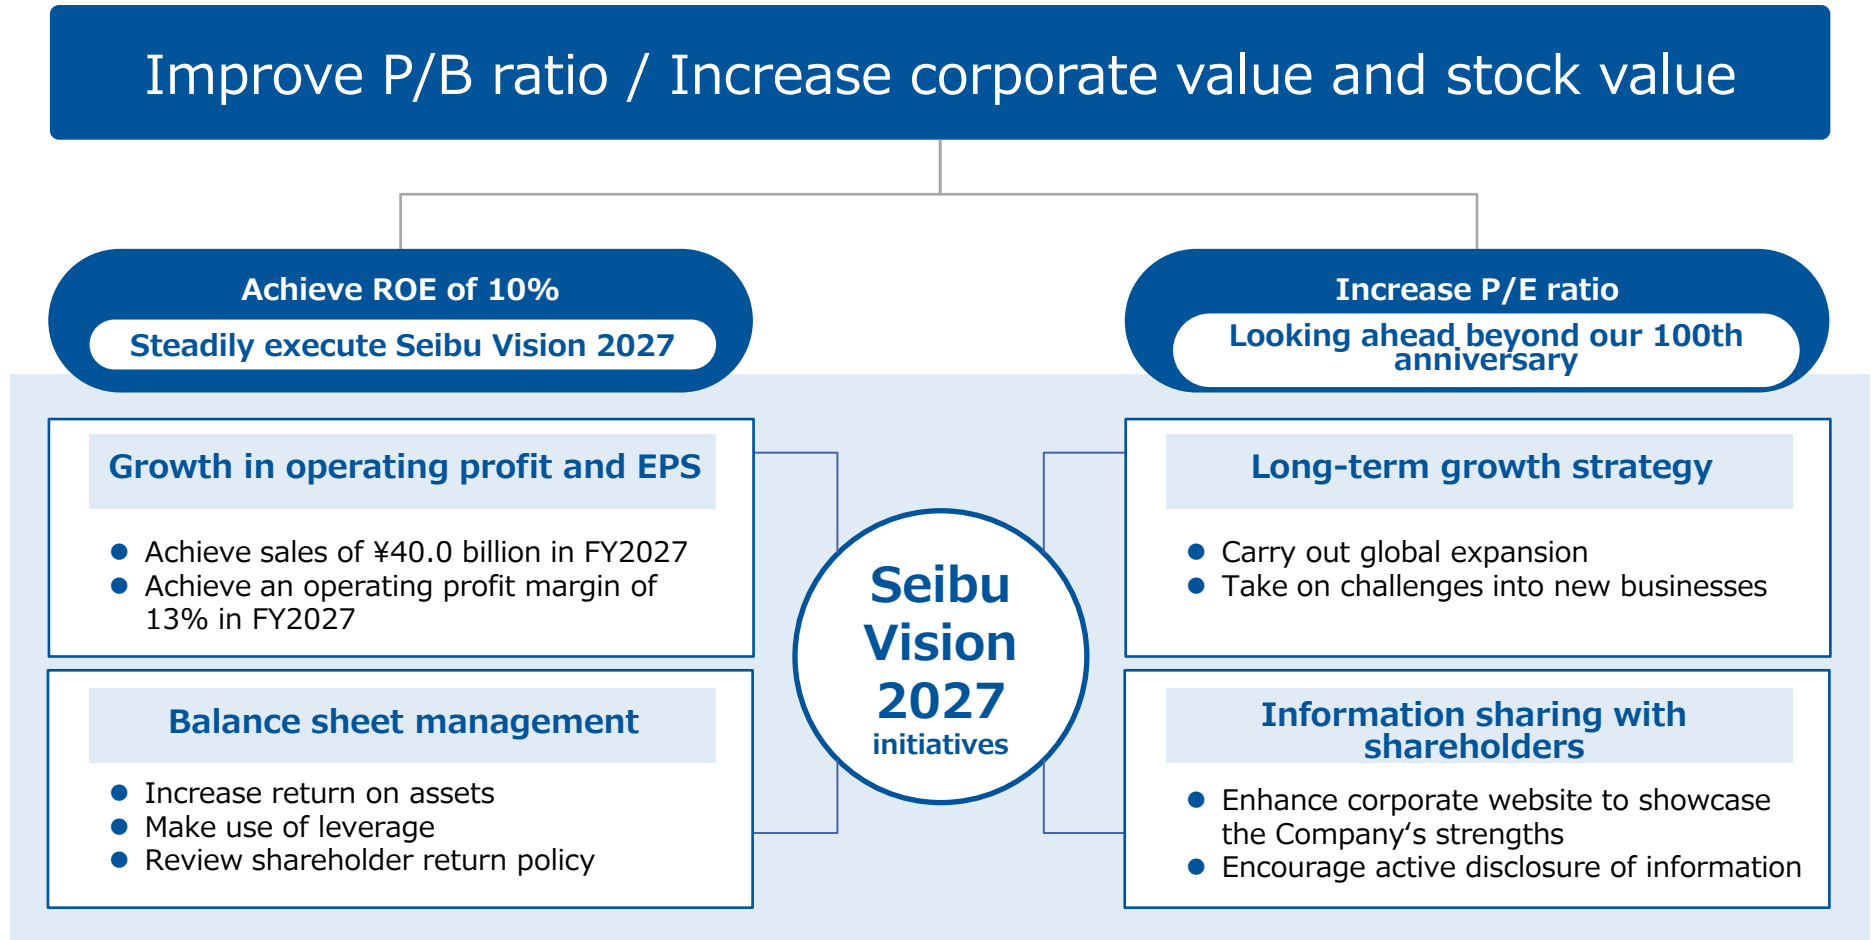 Improve P/B ratio / Increase corporate value and stock value
Achieve ROE of 10%
Steadily execute Seibu Vision 2027
Increase P/E ratio
Looking ahead beyond our 100th
anniversary
Growth in operating profit and EPS
● Achieve sales of ¥40.0 billion in FY2027
● Achieve an operating profit margin of
13% in FY2027
Balance sheet management
● Increase return on assets
● Make use of leverage
● Review shareholder return policy
Seibu
Vision
2027
initiatives
Long-term growth strategy
● Carry out global expansion
● Take on challenges into new businesses
Information sharing with
shareholders
● Enhance corporate website to showcase
the Company‘s strengths
● Encourage active disclosure of information